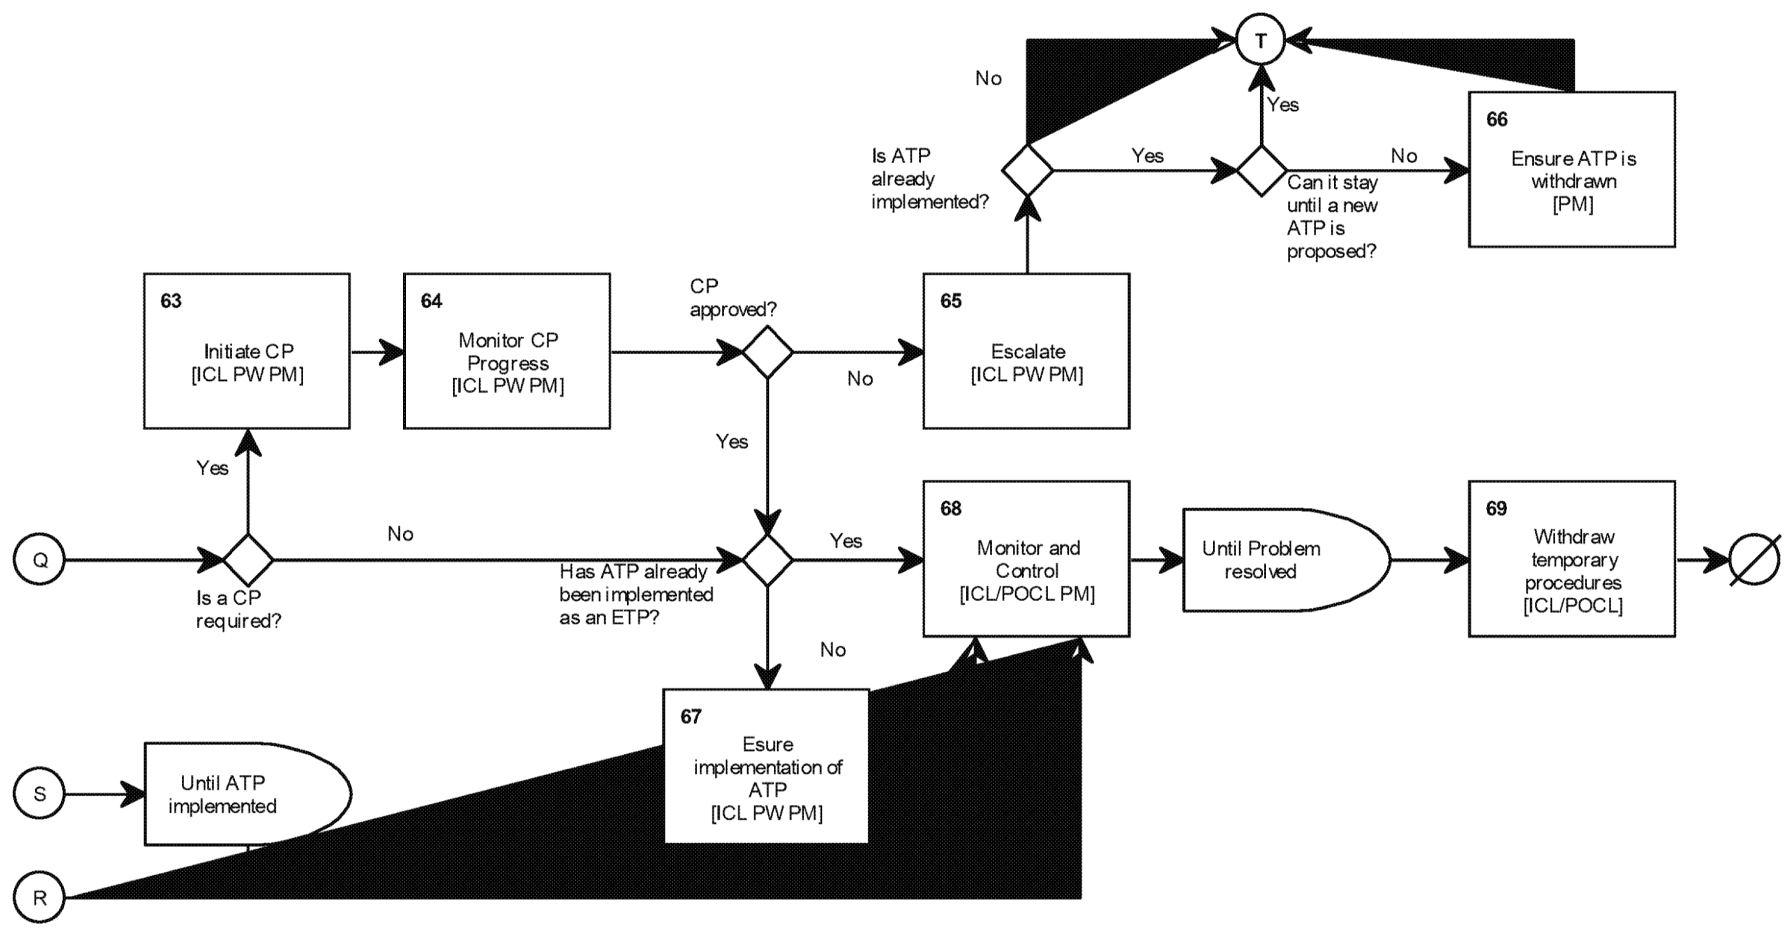 T
No
Yes
66
Ensure ATP is
withdrawn
[PM]
Is ATP
already
implemented?
Yes
No
Can it stay
until a new
ATP is
proposed?
63
Initiate CP
[ICL PW PM]
64
Monitor CP
Progress
[ICL PW PM]
CP
approved?
No
65
Escalate
[ICL PW PM]
Yes
Yes
Q
Is a CP
required?
No
Has ATP already
been implemented
as an ETP?
Yes
68
Monitor and
Control
[ICL/POCL PM]
Until Problem
resolved
69
Withdraw
temporary
procedures
[ICL/POCL]
No
67
Esure
implementation of
ATP
[ICL PW PM]
S
Until ATP
implemented
R